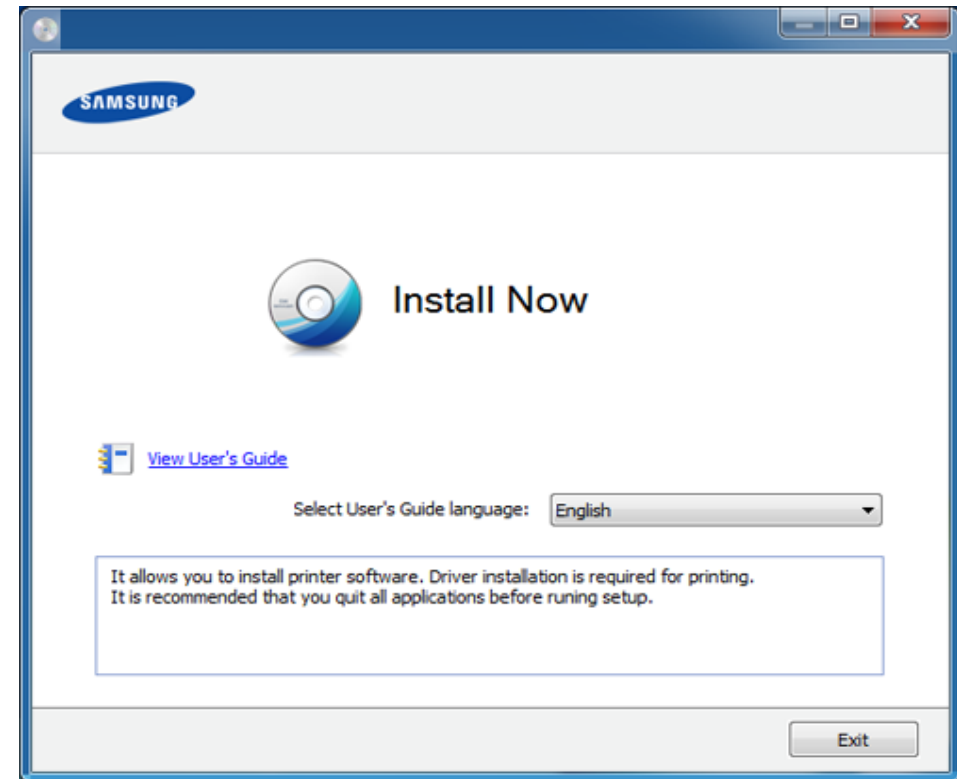 SAMSUNG
Install Now
View User's Guide
Select User's Guide language: English
It allows you to install printer software. Driver installation is required for printing.
It is recommended that you quit all applications before runing setup.
Exit